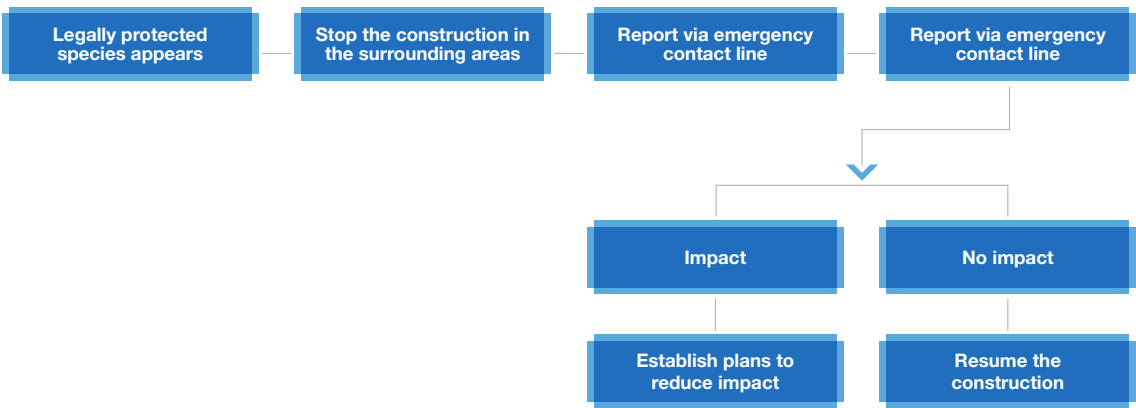 Legally protected
species appears
Stop the construction in
the surrounding areas
Report via emergency
contact line
Report via emergency
contact line
Impact
No impact
Establish plans to
reduce impact
Resume the
construction